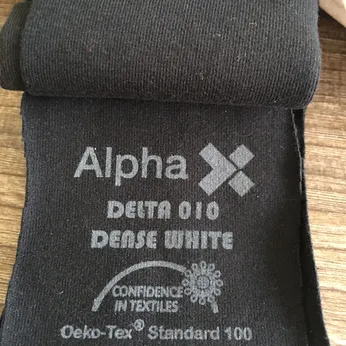 Alpha
DELTA 010
DENSE WHITE
CONFIDENCE
IN TEXTILES
Oeko-Tex® Standard 100